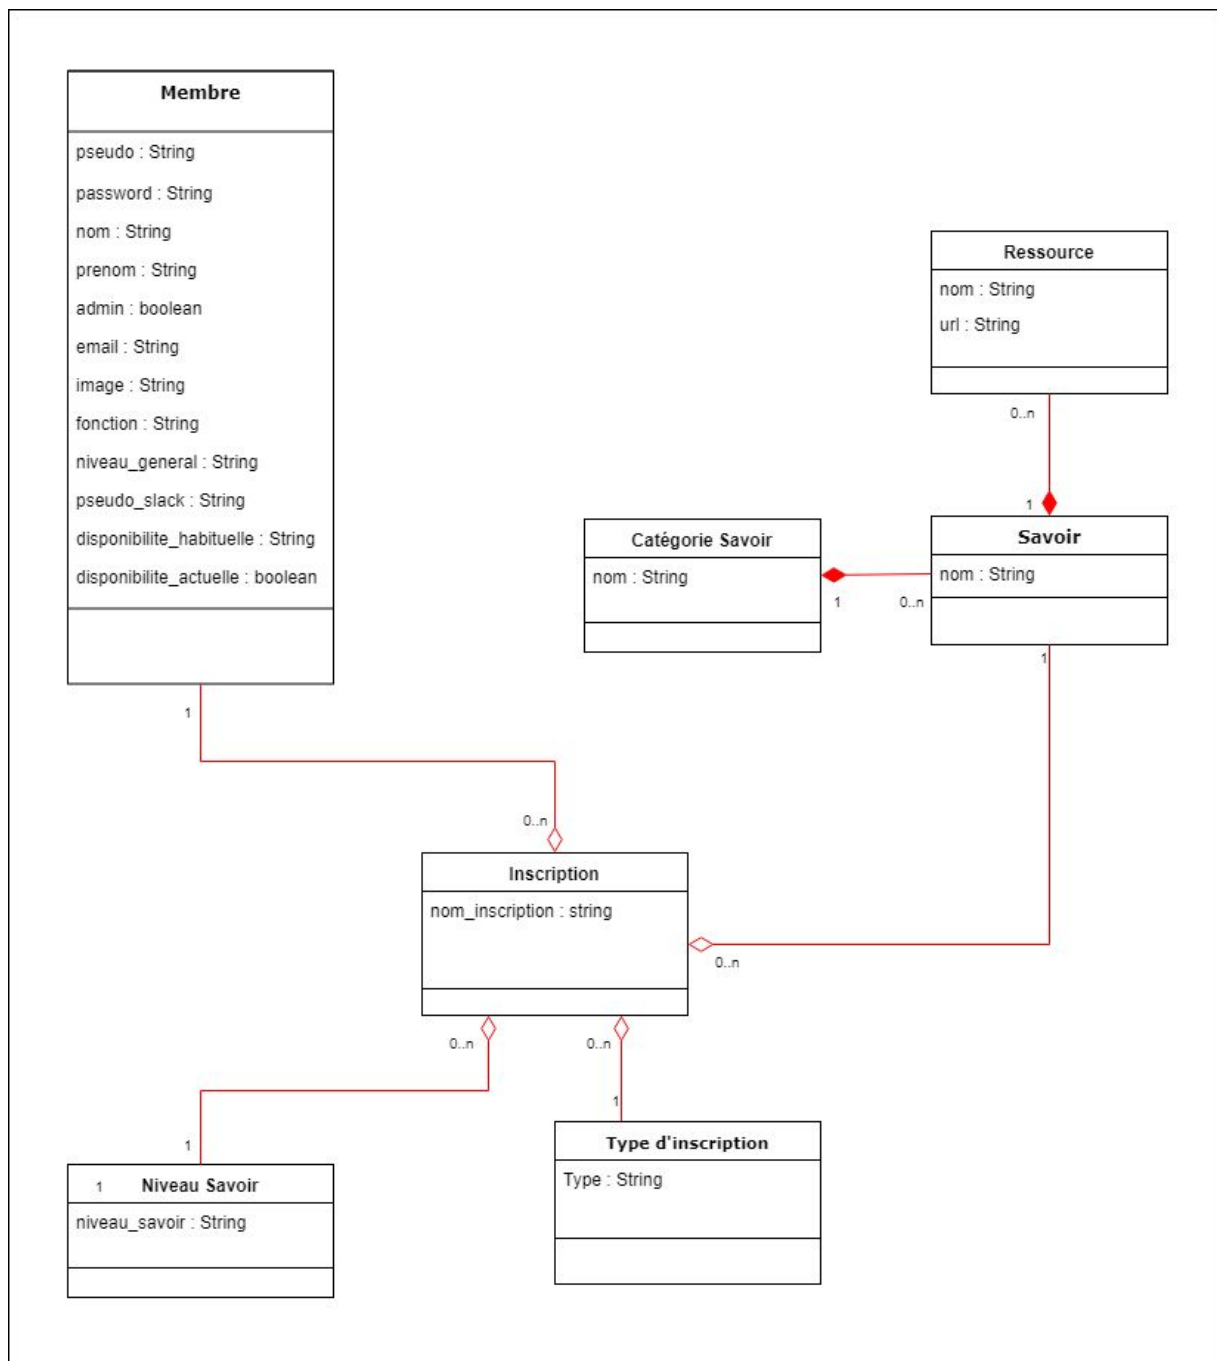 Membre
pseudo : String
password : String
nom : String
prenom : String
admin : boolean
email : String
image : String
fonction : String
niveau_general : String
pseudo_slack : String
disponibilite_habituelle : String
disponibilite_actuelle : boolean
1
Ressource
nom : String
url : String
0..n
1
Savoir
nom : String
1
Catégorie Savoir
nom : String
1
0..n
0..n
Inscription
nom_inscription : string
0..n
0..n
0..n
1
1
1 Niveau Savoir
niveau_savoir : String
Type d'inscription
Type : String